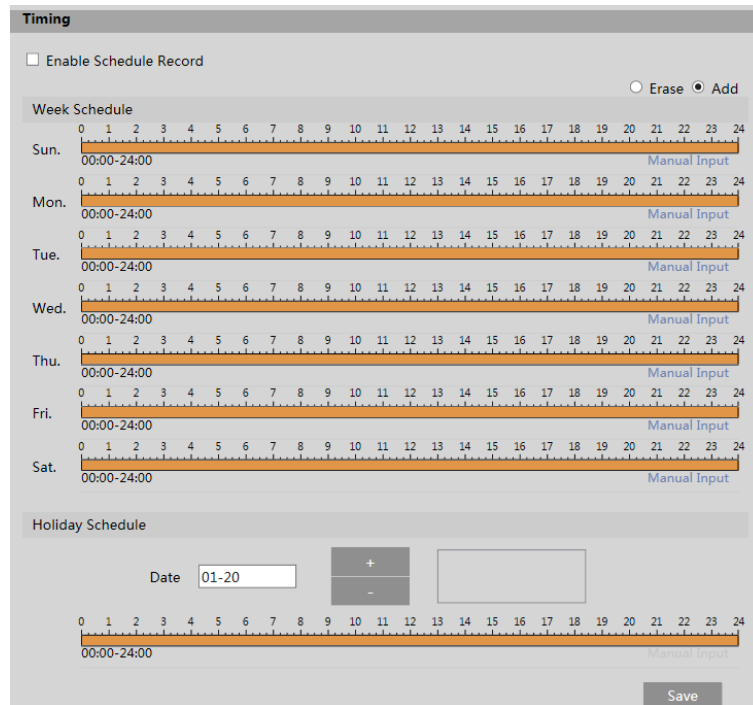 Timing
Enable Schedule Record
Erase Add
Week Schedule
0 1 2 3 4 5 6 7 8 9 10 11 12 13 14 15 16 17 18 19 20 21 22 23 24
Sun.
00:00-24:00 Manual Input
0 1 2 3 4 5 6 7 8 9 10 11 12 13 14 15 16 17 18 19 20 21 22 23 24
Mon.
00:00-24:00 Manual Input
0 1 2 3 4 5 6 7 8 9 10 11 12 13 14 15 16 17 18 19 20 21 22 23 24
Tue.
00:00-24:00 Manual Input
0 1 2 3 4 5 6 7 8 9 10 11 12 13 14 15 16 17 18 19 20 21 22 23 24
Wed.
00:00-24:00 Manual Input
0 1 2 3 4 5 6 7 8 9 10 11 12 13 14 15 16 17 18 19 20 21 22 23 24
Thu.
00:00-24:00 Manual Input
0 1 2 3 4 5 6 7 8 9 10 11 12 13 14 15 16 17 18 19 20 21 22 23 24
Fri.
00:00-24:00 Manual Input
0 1 2 3 4 5 6 7 8 9 10 11 12 13 14 15 16 17 18 19 20 21 22 23 24
Sat.
00:00-24:00 Manual Input
Holiday Schedule
+
Date 01-20
-
0 1 2 3 4 5 6 7 8 9 10 11 12 13 14 15 16 17 18 19 20 21 22 23 24
00:00-24:00 Manual Input
Save